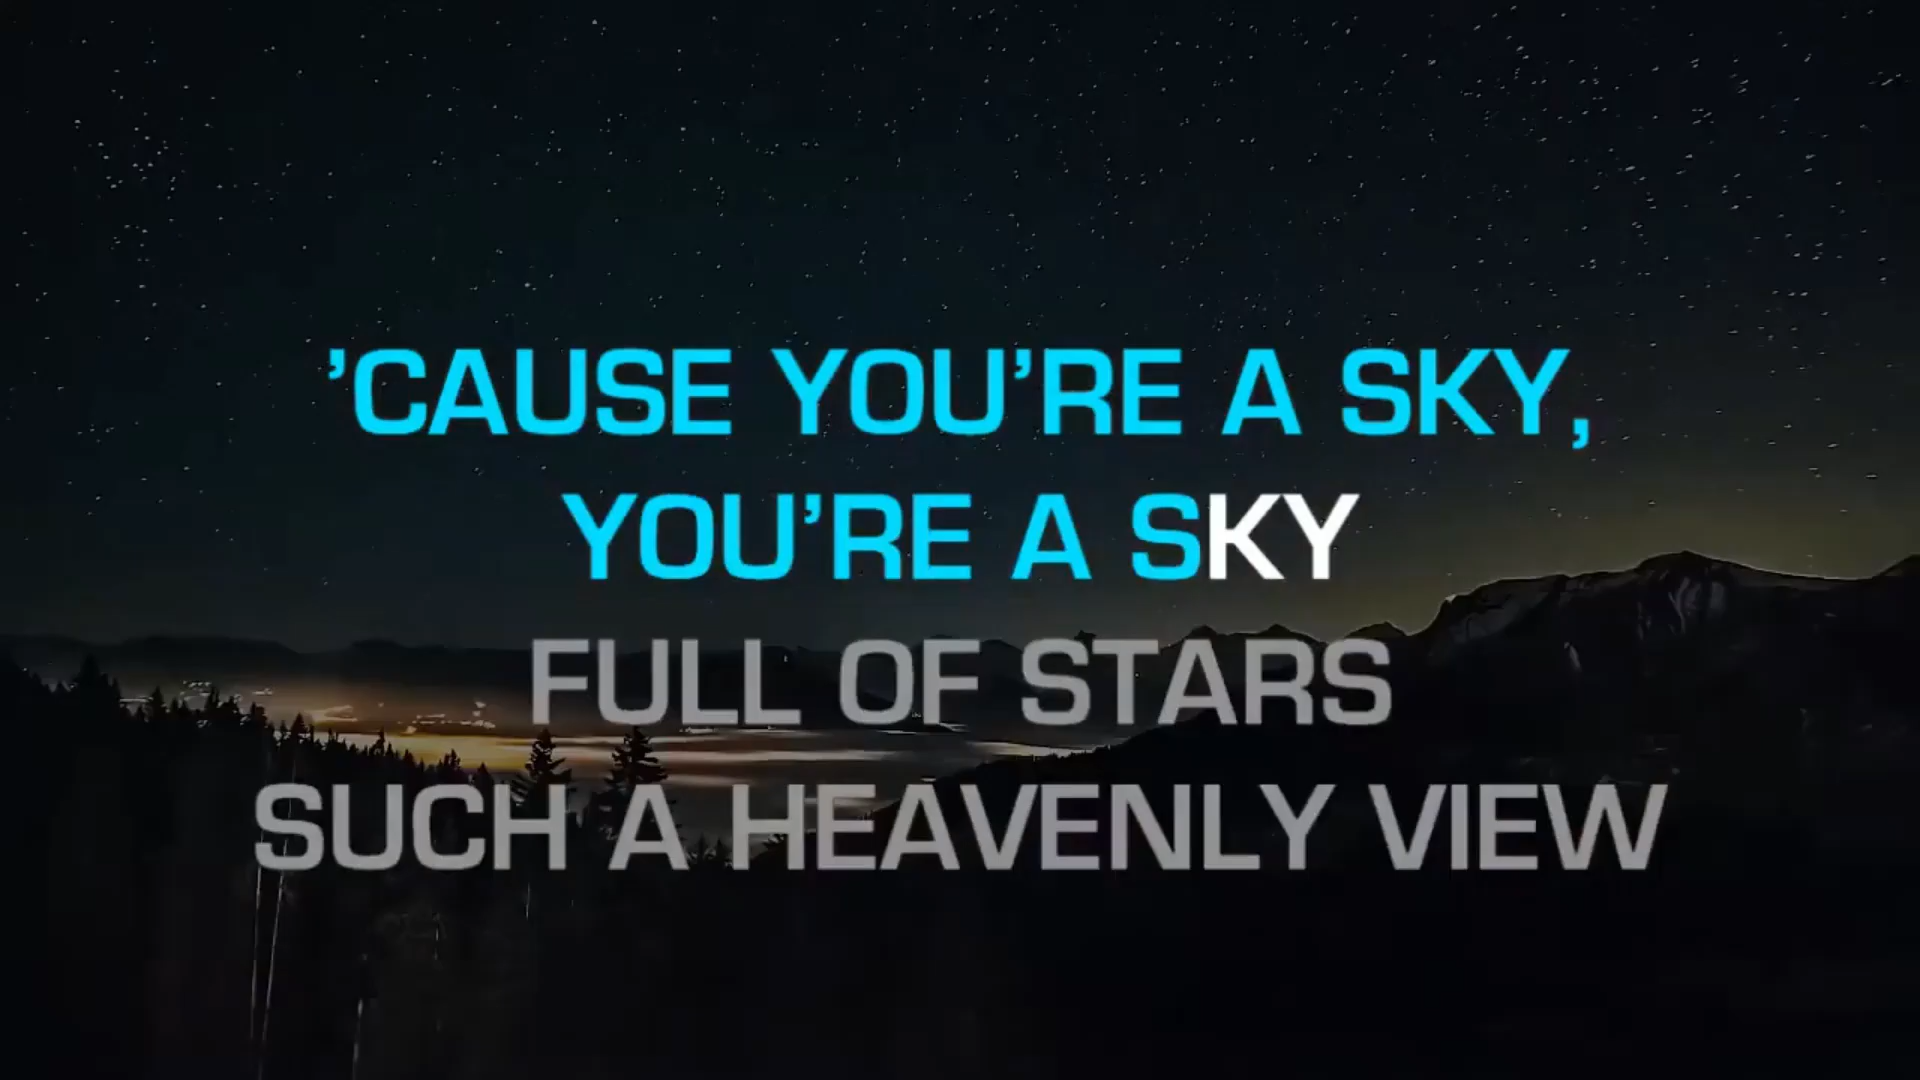 ’CAUSE YOU’RE A SKY,
YOU’RE A SKY
FULL OF STARS
SUCH A HEAVENLY VIEW